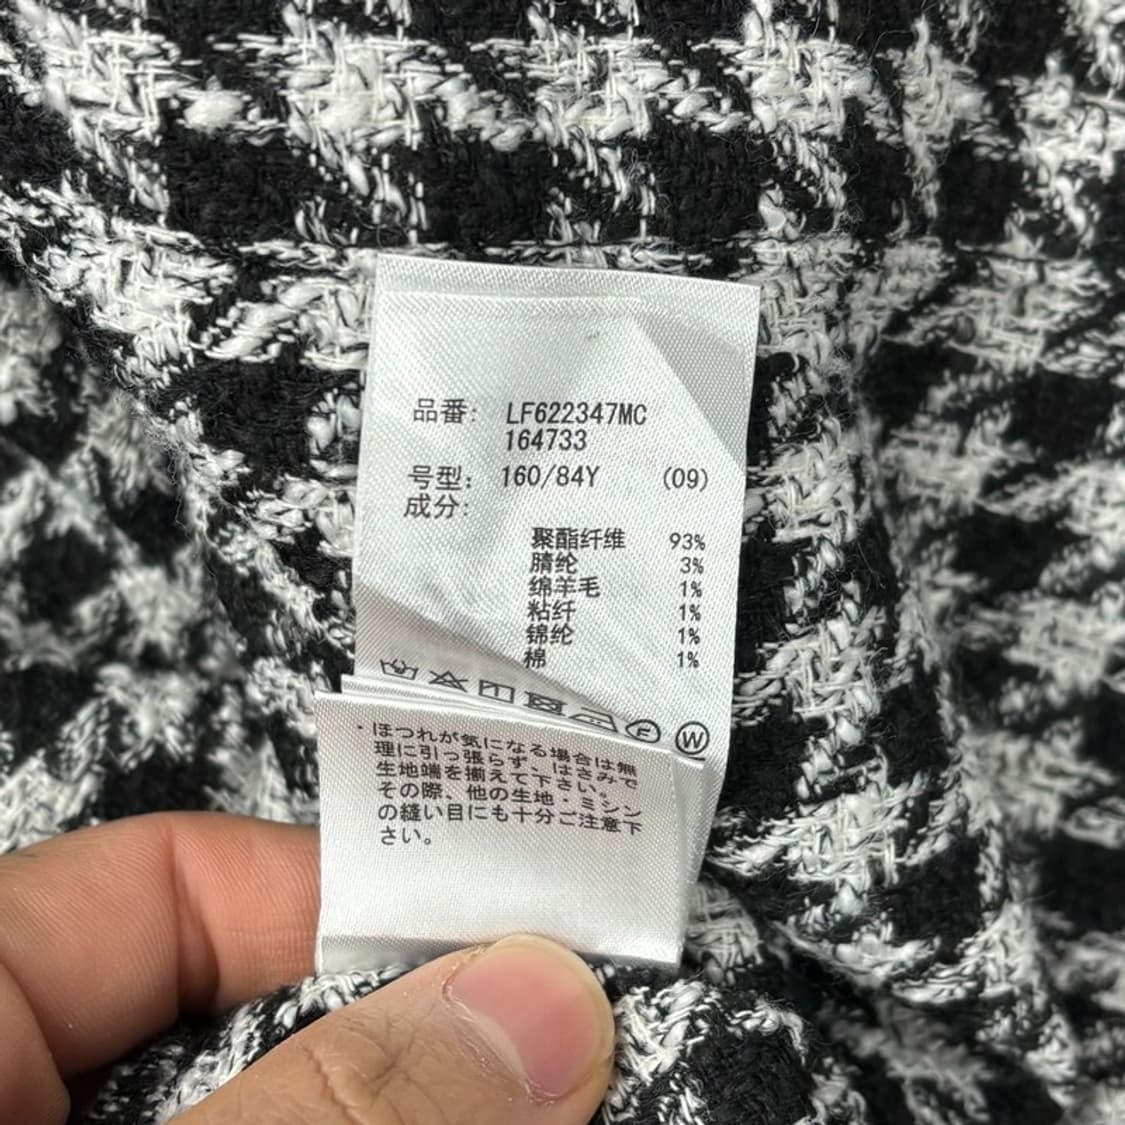 品番: LF622347MC
164733
号型: 160/84Y (09)
成分:
聚酯纤维 93%
腈纶 3%
绵羊毛 1%
粘纤 1%
锦纶 1%
棉 1%
F W
・ほつれが気になる場合は無
理に引っ張らず、はさみで
生地端を揃えて下さい。
その際、他の生地・ミシン
の縫い目にも十分ご注意下
さい。